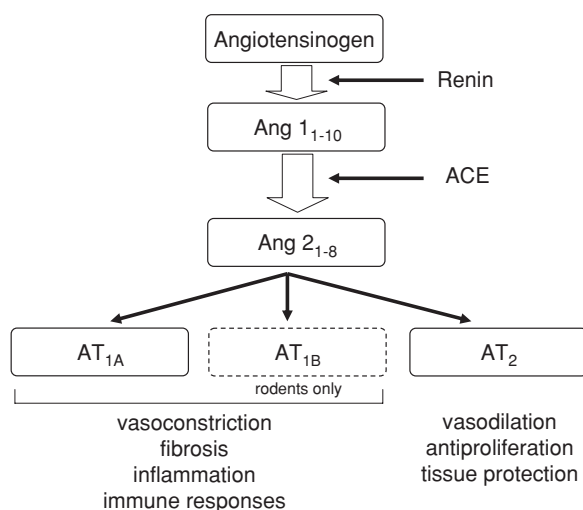 Angiotensinogen
Renin
Ang 1₁₋₁₀
ACE
Ang 2₁₋₈
AT₁A
AT₁B
AT₂
rodents only
vasoconstriction
fibrosis
inflammation
immune responses
vasodilation
antiproliferation
tissue protection